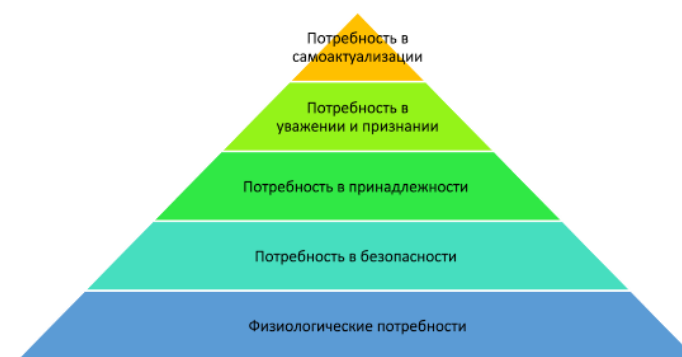 Потребность в
самоактуализации
Потребность в
уважении и признании
Потребность в принадлежности
Потребность в безопасности
Физиологические потребности